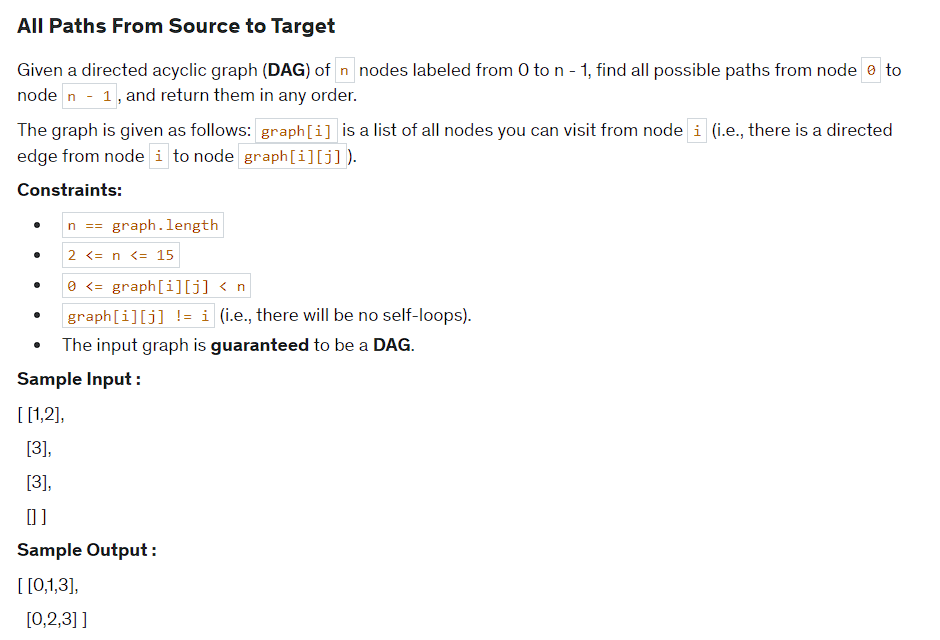 All Paths From Source to Target
Given a directed acyclic graph (DAG) of n nodes labeled from 0 to n - 1, find all possible paths from node 0 to
node n - 1, and return them in any order.
The graph is given as follows: graph[i] is a list of all nodes you can visit from node i (i.e., there is a directed
edge from node i to node graph[i][j]).
Constraints:
• n == graph.length
• 2 <= n <= 15
• 0 <= graph[i][j] < n
• graph[i][j] != i (i.e., there will be no self-loops).
• The input graph is guaranteed to be a DAG.
Sample Input :
[ [1,2],
[3],
[3],
[] ]
Sample Output :
[ [0,1,3],
[0,2,3] ]